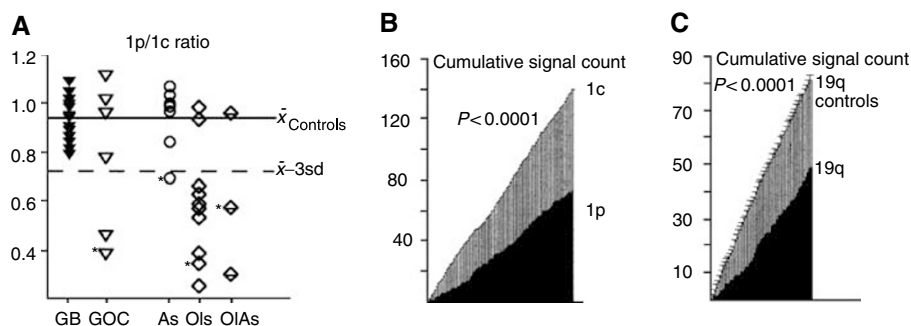 A
1p/1c ratio
1.2
1.0
0.8
0.6
0.4
x̄ Controls
x̄–3sd
*
*
*
*
GB GOC As Ols OlAs
B
160
Cumulative signal count
1c
P<0.0001
140
100
80
40
1p
C
90
Cumulative signal count
P<0.0001
19q
controls
70
50
30
10
19q